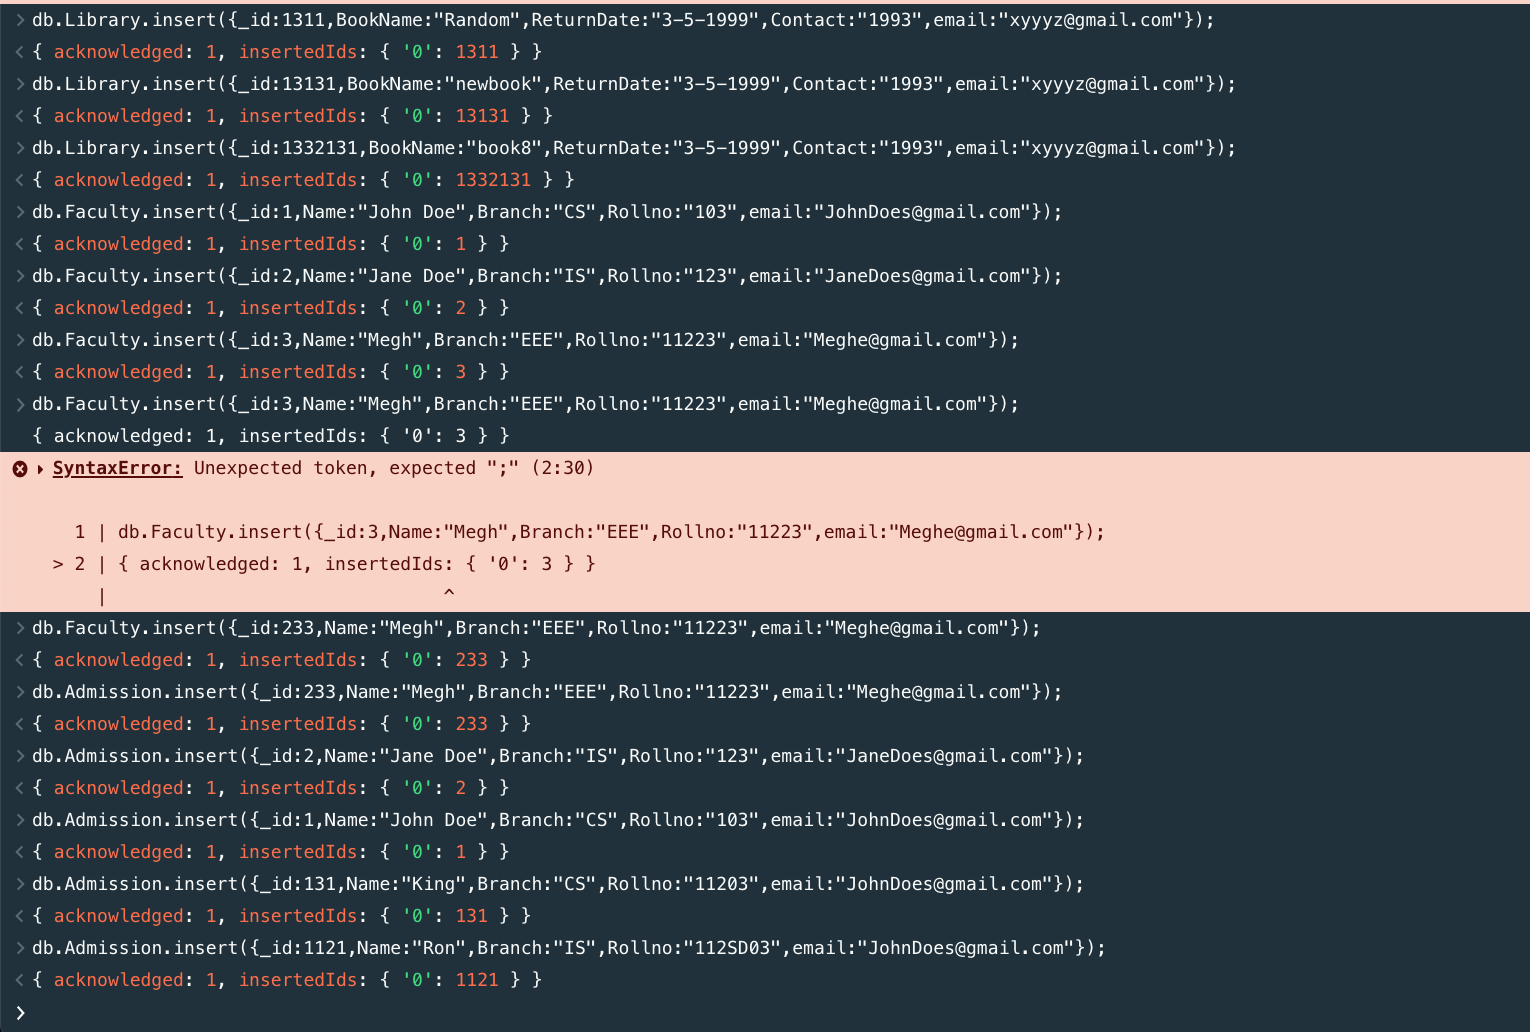 > db.Library.insert({_id:1311,BookName:"Random",ReturnDate:"3-5-1999",Contact:"1993",email:"xyyyz@gmail.com"});
< { acknowledged: 1, insertedIds: { '0': 1311 } }
> db.Library.insert({_id:13131,BookName:"newbook",ReturnDate:"3-5-1999",Contact:"1993",email:"xyyyz@gmail.com"});
< { acknowledged: 1, insertedIds: { '0': 13131 } }
> db.Library.insert({_id:1332131,BookName:"book8",ReturnDate:"3-5-1999",Contact:"1993",email:"xyyyz@gmail.com"});
< { acknowledged: 1, insertedIds: { '0': 1332131 } }
> db.Faculty.insert({_id:1,Name:"John Doe",Branch:"CS",Rollno:"103",email:"JohnDoes@gmail.com"});
< { acknowledged: 1, insertedIds: { '0': 1 } }
> db.Faculty.insert({_id:2,Name:"Jane Doe",Branch:"IS",Rollno:"123",email:"JaneDoes@gmail.com"});
< { acknowledged: 1, insertedIds: { '0': 2 } }
> db.Faculty.insert({_id:3,Name:"Megh",Branch:"EEE",Rollno:"11223",email:"Meghe@gmail.com"});
< { acknowledged: 1, insertedIds: { '0': 3 } }
> db.Faculty.insert({_id:3,Name:"Megh",Branch:"EEE",Rollno:"11223",email:"Meghe@gmail.com"});
{ acknowledged: 1, insertedIds: { '0': 3 } }
SyntaxError: Unexpected token, expected ";" (2:30)
1 | db.Faculty.insert({_id:3,Name:"Megh",Branch:"EEE",Rollno:"11223",email:"Meghe@gmail.com"});
> 2 | { acknowledged: 1, insertedIds: { '0': 3 } }
| ^
> db.Faculty.insert({_id:233,Name:"Megh",Branch:"EEE",Rollno:"11223",email:"Meghe@gmail.com"});
< { acknowledged: 1, insertedIds: { '0': 233 } }
> db.Admission.insert({_id:233,Name:"Megh",Branch:"EEE",Rollno:"11223",email:"Meghe@gmail.com"});
< { acknowledged: 1, insertedIds: { '0': 233 } }
> db.Admission.insert({_id:2,Name:"Jane Doe",Branch:"IS",Rollno:"123",email:"JaneDoes@gmail.com"});
< { acknowledged: 1, insertedIds: { '0': 2 } }
> db.Admission.insert({_id:1,Name:"John Doe",Branch:"CS",Rollno:"103",email:"JohnDoes@gmail.com"});
< { acknowledged: 1, insertedIds: { '0': 1 } }
> db.Admission.insert({_id:131,Name:"King",Branch:"CS",Rollno:"11203",email:"JohnDoes@gmail.com"});
< { acknowledged: 1, insertedIds: { '0': 131 } }
> db.Admission.insert({_id:1121,Name:"Ron",Branch:"IS",Rollno:"112SD03",email:"JohnDoes@gmail.com"});
< { acknowledged: 1, insertedIds: { '0': 1121 } }
>